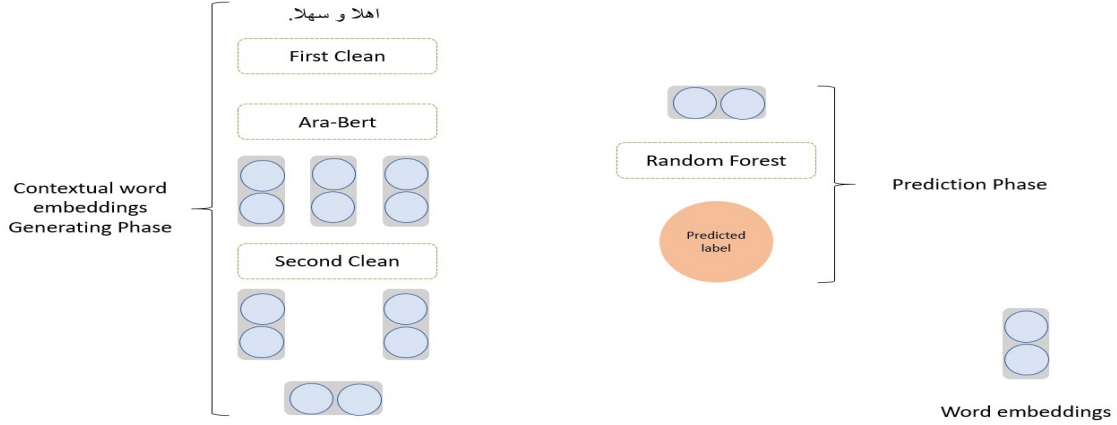 اهلا و سهلا.
First Clean
Ara-Bert
Contextual word
embeddings
Generating Phase
Second Clean
Random Forest
Prediction Phase
Predicted
label
Word embeddings